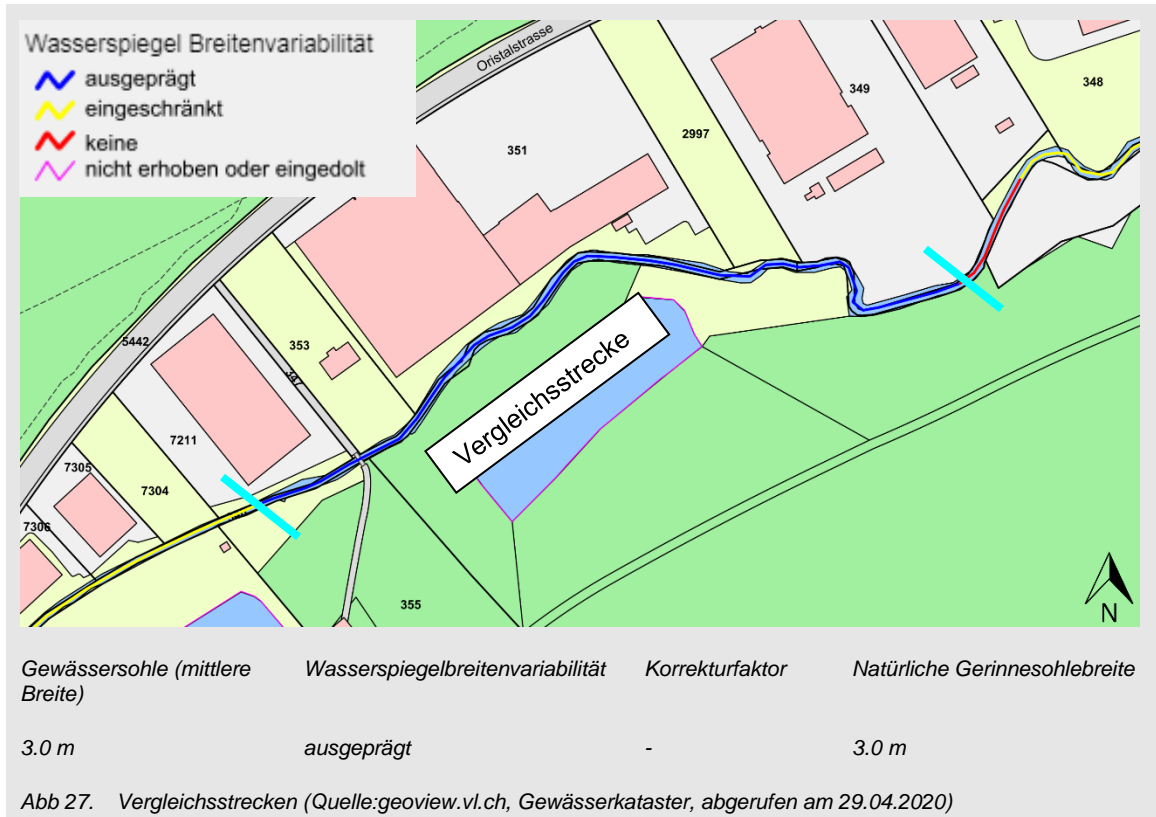 Wasserspiegel Breitenvariabilität
ausgeprägt
eingeschränkt
keine
nicht erhoben oder eingedolt
Oristalstrasse
348
349
2997
351
5442
353
347
7211
7305
7304
7306
355
Vergleichsstrecke
N
Gewässersohle (mittlere Breite) Wasserspiegelbreitenvariabilität Korrekturfaktor Natürliche Gerinnesohlebreite
3.0 m ausgeprägt - 3.0 m
Abb 27. Vergleichsstrecken (Quelle:geoview.vl.ch, Gewässerkataster, abgerufen am 29.04.2020)